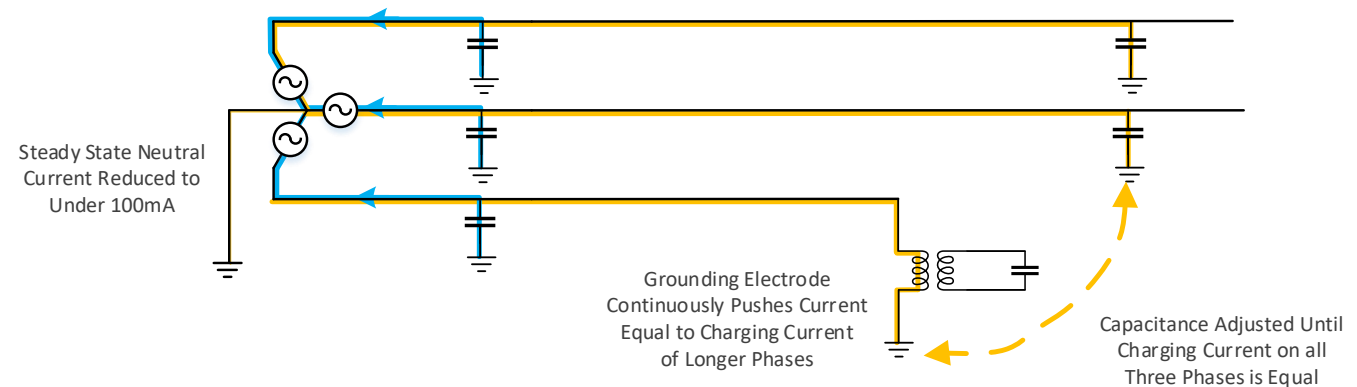 Steady State Neutral
Current Reduced to
Under 100mA
Grounding Electrode
Continuously Pushes Current
Equal to Charging Current
of Longer Phases
Capacitance Adjusted Until
Charging Current on all
Three Phases is Equal